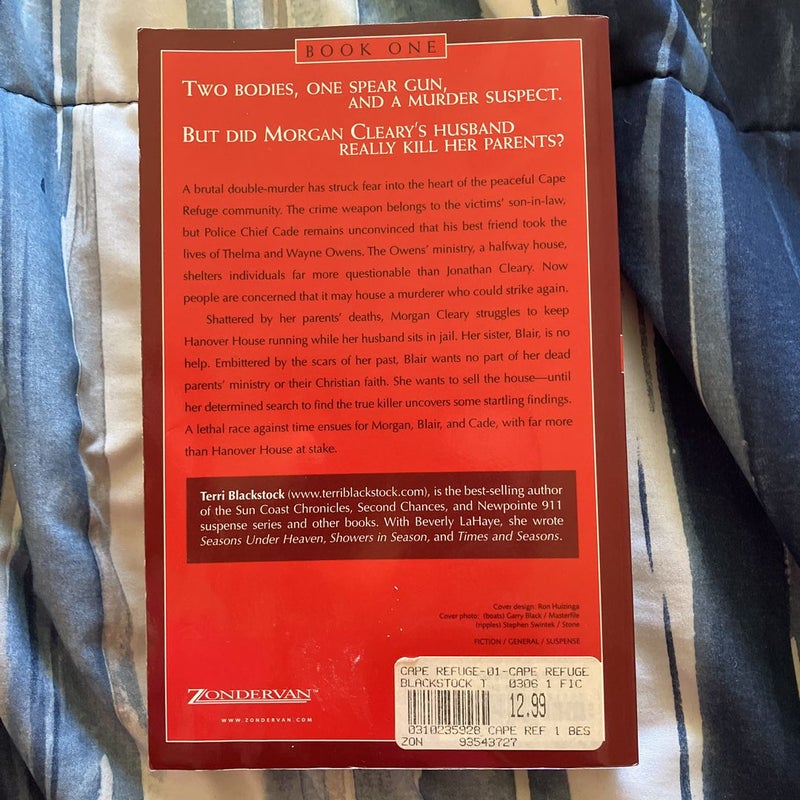 BOOK ONE
TWO BODIES, ONE SPEAR GUN,
AND A MURDER SUSPECT.
BUT DID MORGAN CLEARY'S HUSBAND
REALLY KILL HER PARENTS?
A brutal double-murder has struck fear into the heart of the peaceful Cape
Refuge community. The crime weapon belongs to the victims' son-in-law,
but Police Chief Cade remains unconvinced that his best friend took the
lives of Thelma and Wayne Owens. The Owens' ministry, a halfway house,
shelters individuals far more questionable than Jonathan Cleary. Now
people are concerned that it may house a murderer who could strike again.
Shattered by her parents' deaths, Morgan Cleary struggles to keep
Hanover House running while her husband sits in jail. Her sister, Blair, is no
help. Embittered by the scars of her past, Blair wants no part of her dead
parents' ministry or their Christian faith. She wants to sell the house—until
her determined search to find the true killer uncovers some startling findings.
A lethal race against time ensues for Morgan, Blair, and Cade, with far more
than Hanover House at stake.
Terri Blackstock (www.terriblackstock.com), is the best-selling author
of the Sun Coast Chronicles, Second Chances, and Newpointe 911
suspense series and other books. With Beverly LaHaye, she wrote
Seasons Under Heaven, Showers in Season, and Times and Seasons.
Cover design: Ron Huizinga
Cover photo: (boats) Garry Black / Masterfile
(ripples) Stephen Swintek / Stone
FICTION / GENERAL / SUSPENSE
ZONDERVAN™
WWW.ZONDERVAN.COM
CAPE REFUGE-01-CAPE REFUGE
BLACKSTOCK T 0306 1 FIC
12.99
0310235928 CAPE REF 1 BES
ZON 93543727